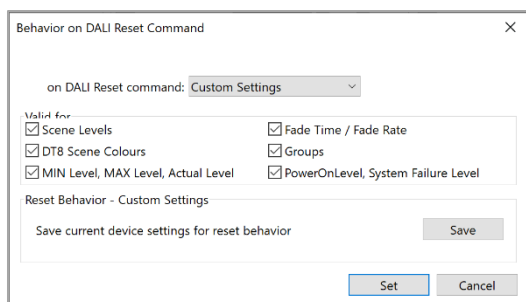 Behavior on DALI Reset Command
on DALI Reset command: Custom Settings
Valid for
Scene Levels Fade Time / Fade Rate
DT8 Scene Colours Groups
MIN Level, MAX Level, Actual Level PowerOnLevel, System Failure Level
Reset Behavior - Custom Settings
Save current device settings for reset behavior Save
Set Cancel